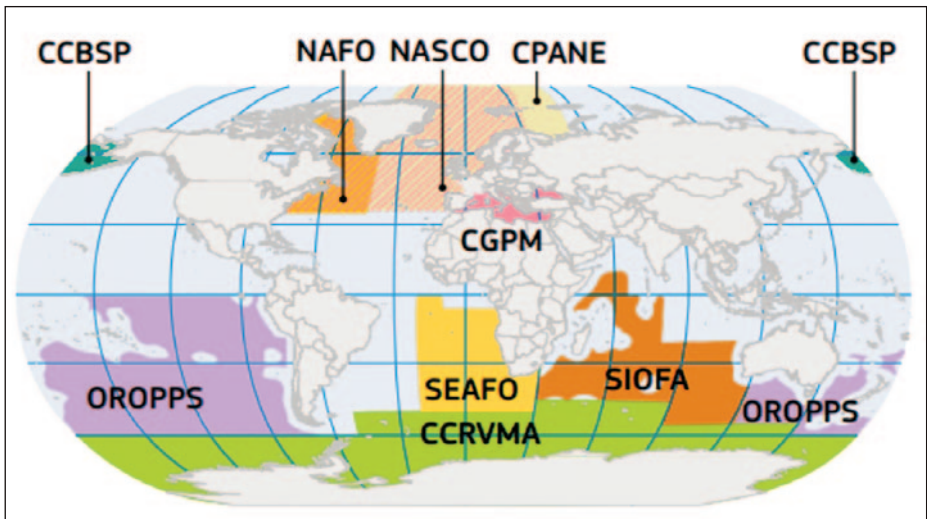 CCBSP
NAFO
NASCO
CPANE
CCBSP
CGPM
OROPPS
SEAFO
SIOFA
OROPPS
CCRVMA